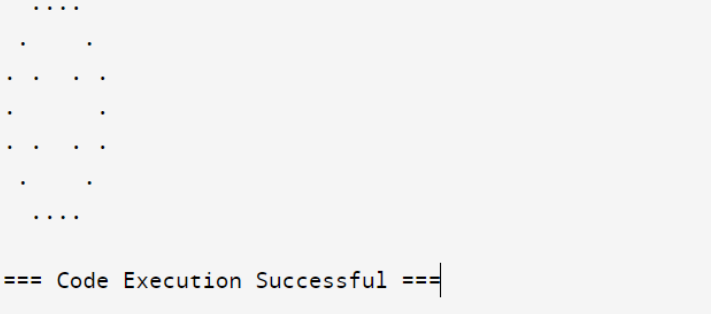 ....
 .    .
. .  . .
.      .
. .  . .
 .    .
  ....
=== Code Execution Successful ===